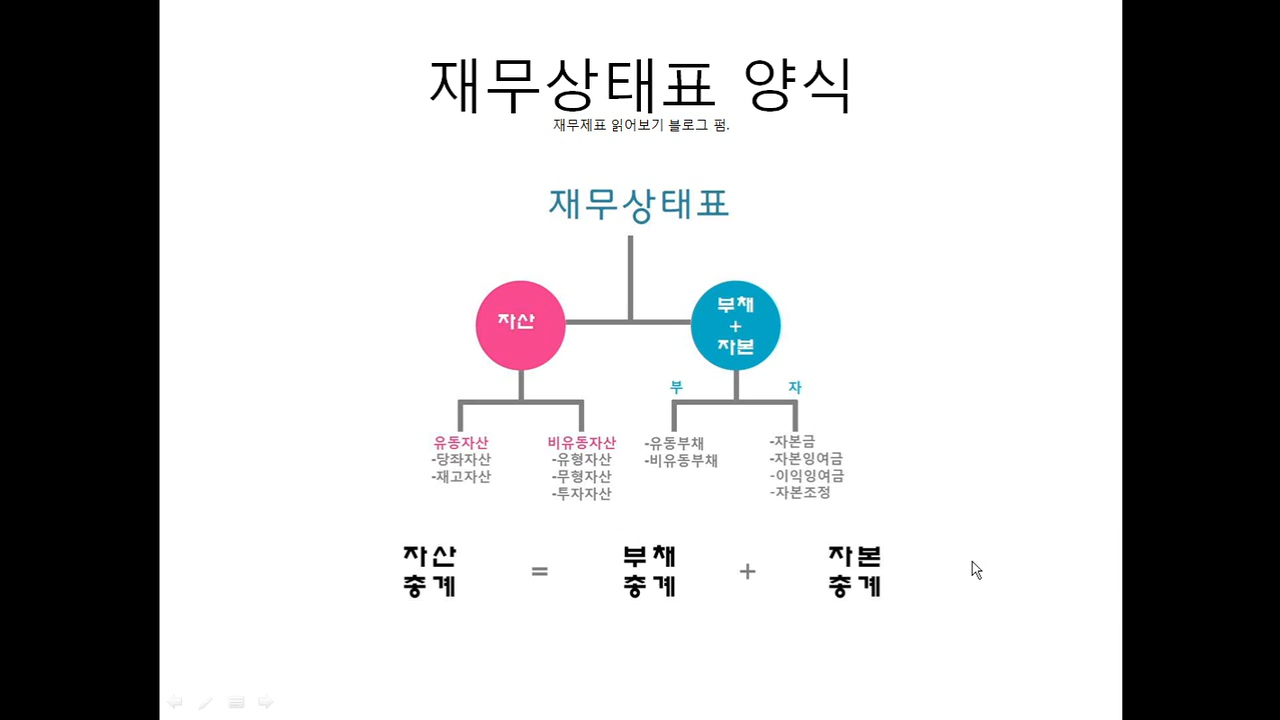 재무상태표 양식
재무제표 읽어보기 블로그 펌.
재무상태표
자산
부채
+
자본
부
자
유동자산
-당좌자산
-재고자산
비유동자산
-유형자산
-무형자산
-투자자산
-유동부채
-비유동부채
-자본금
-자본잉여금
-이익잉여금
-자본조정
자산
총계
=
부채
총계
+
자본
총계